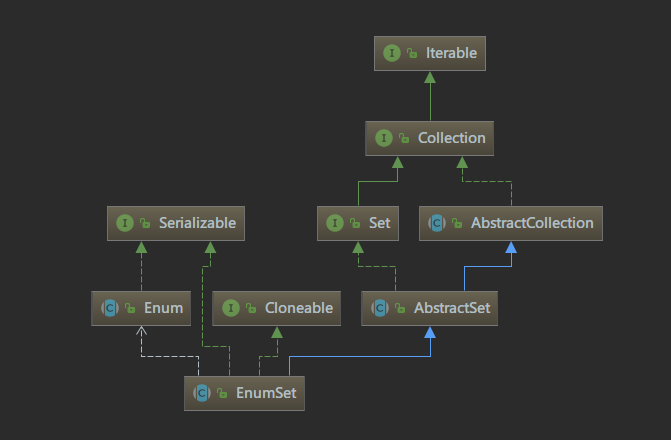 I Iterable
I Collection
I Serializable
I Set
C AbstractCollection
C Enum
I Cloneable
C AbstractSet
C EnumSet